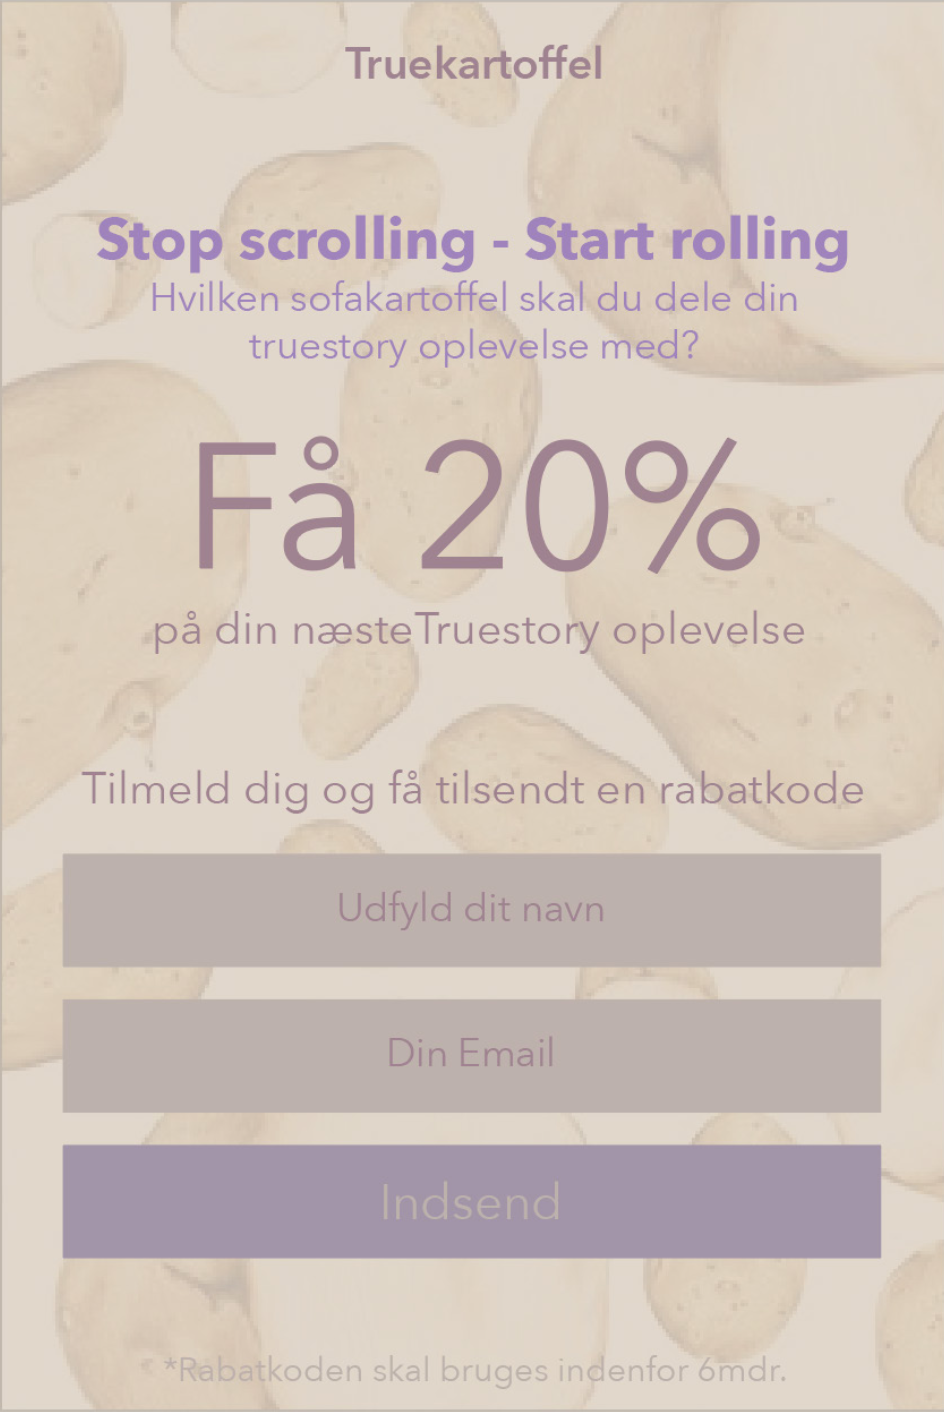 Truekartoffel
Stop scrolling - Start rolling
Hvilken sofakartoffel skal du dele din
truestory oplevelse med?
Få 20%
på din næsteTruestory oplevelse
Tilmeld dig og få tilsendt en rabatkode
Udfyld dit navn
Din Email
Indsend
*Rabatkoden skal bruges indenfor 6mdr.